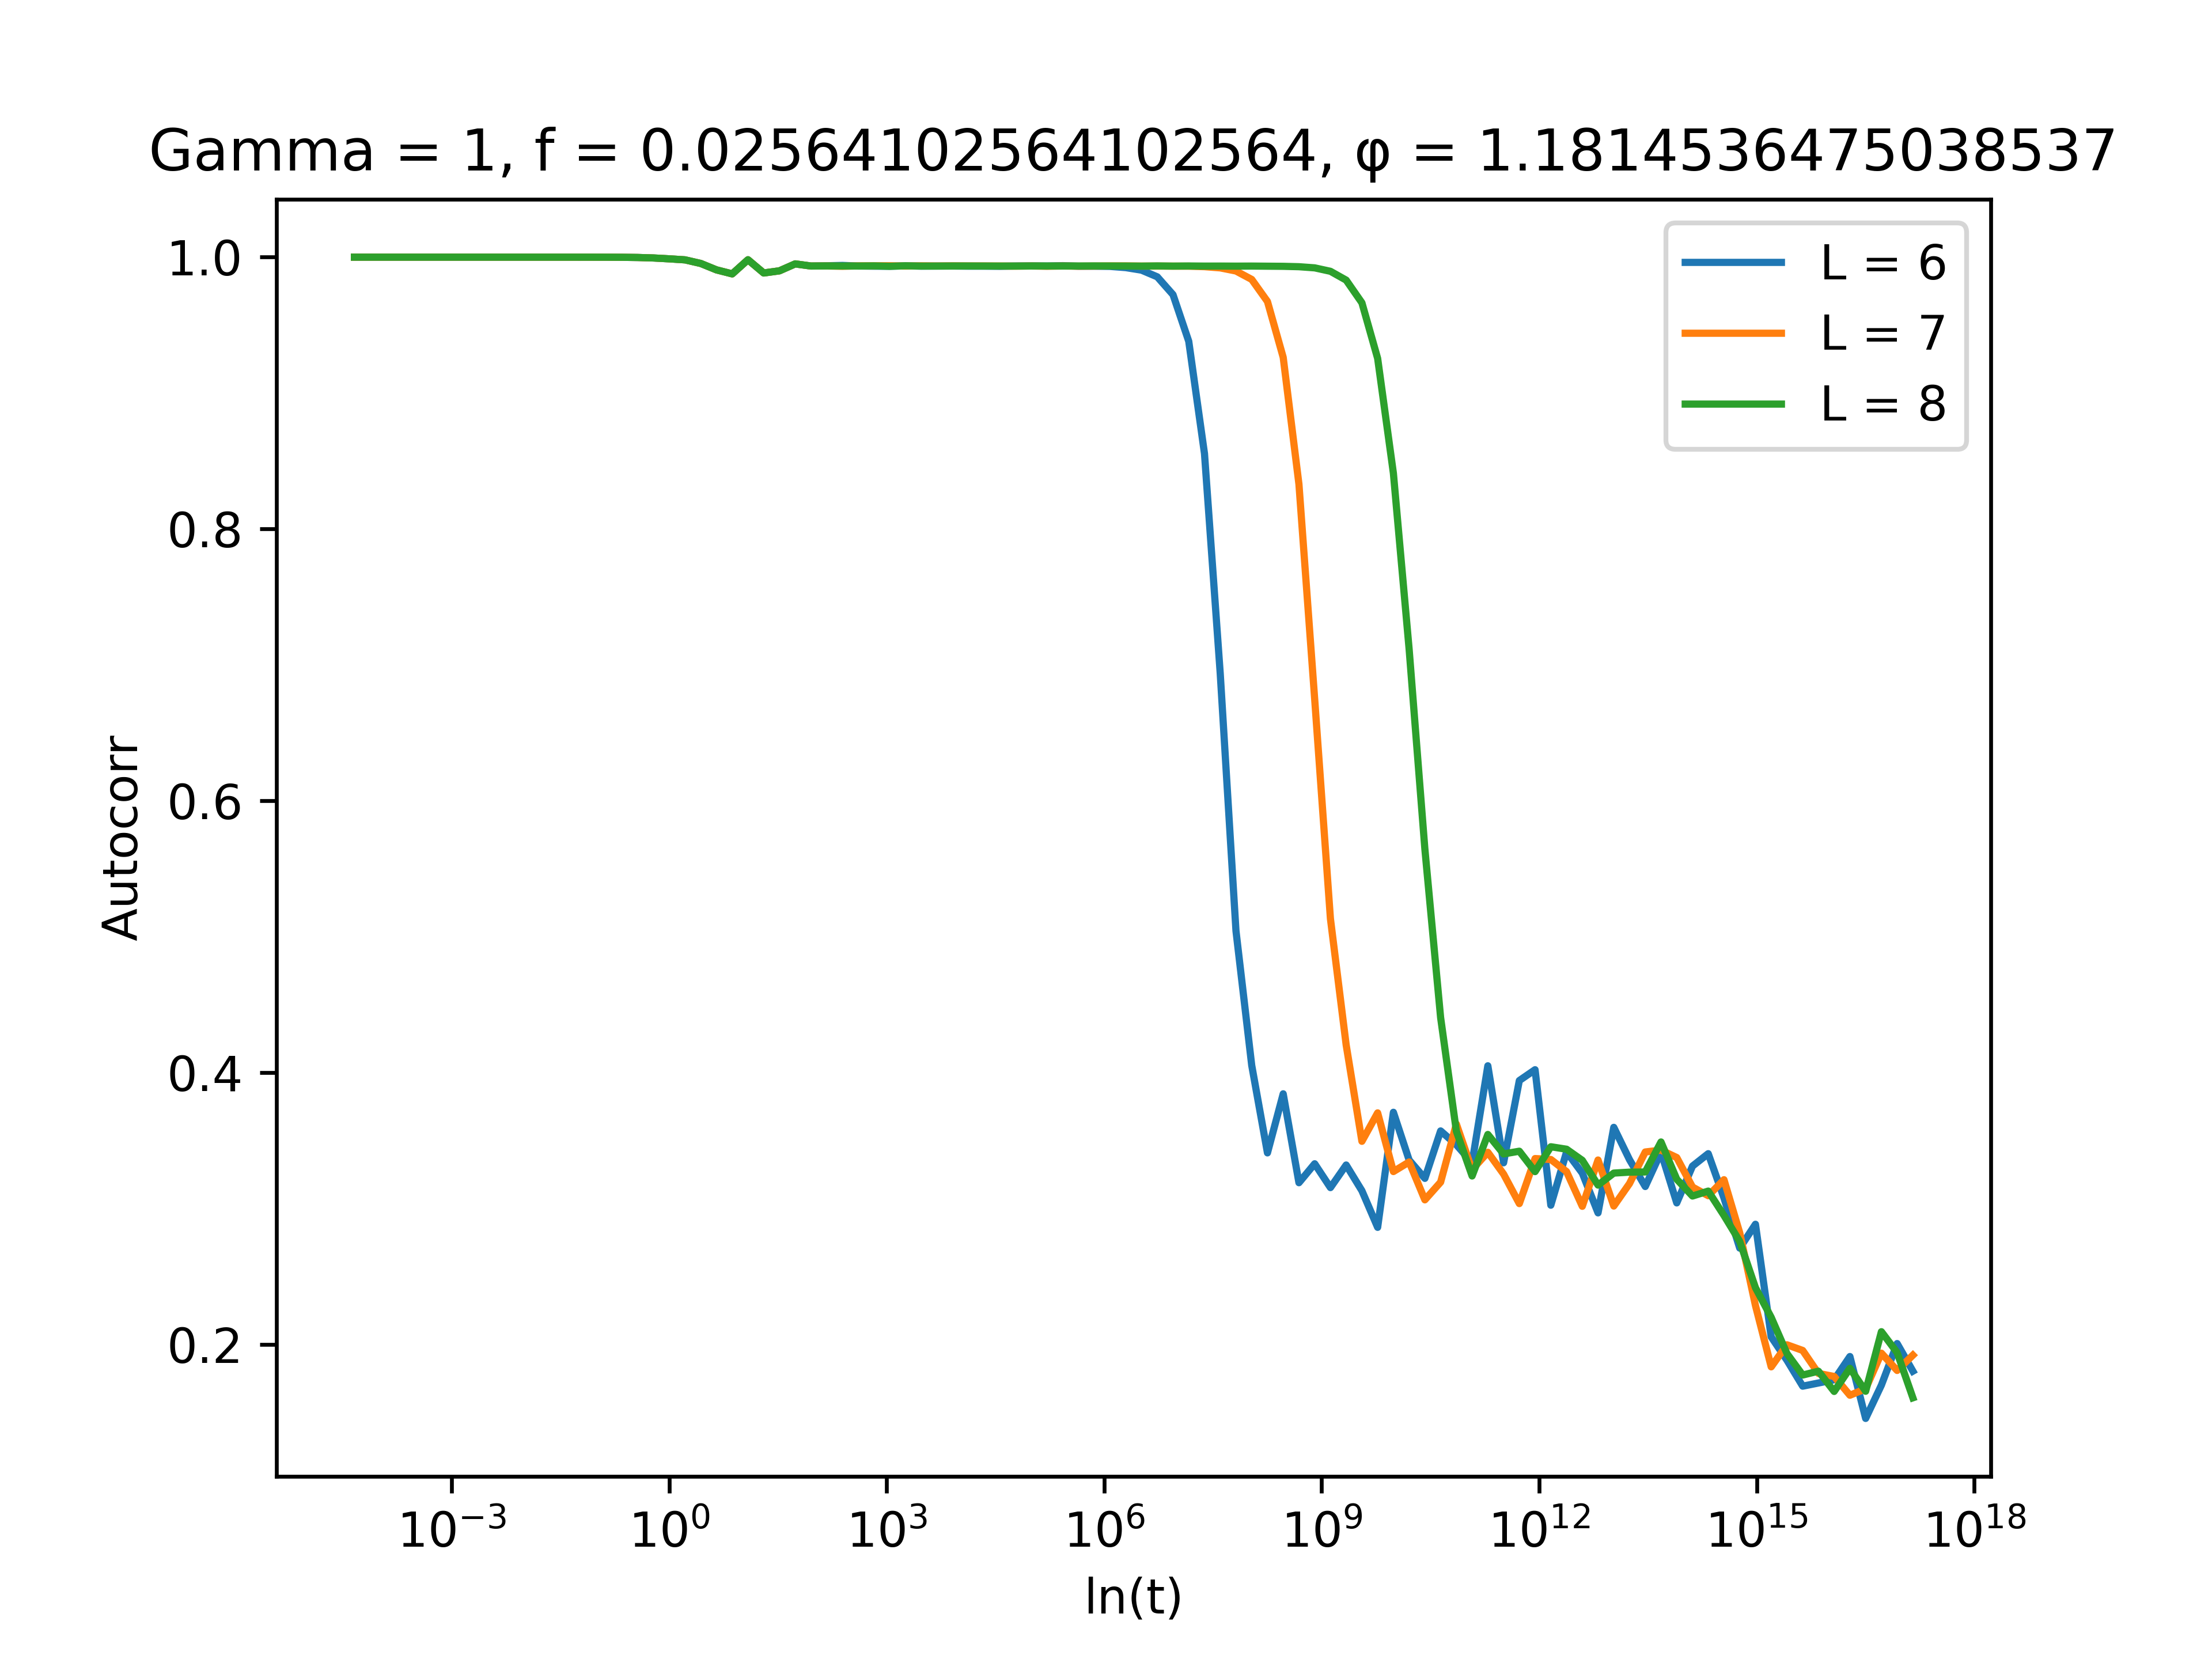 Gamma = 1, f = 0.02564102564102564, φ = 1.1814536475038537
L = 6
L = 7
L = 8
1.0
0.8
0.6
0.4
0.2
Autocorr
10⁻³ 10⁰ 10³ 10⁶ 10⁹ 10¹² 10¹⁵ 10¹⁸
ln(t)